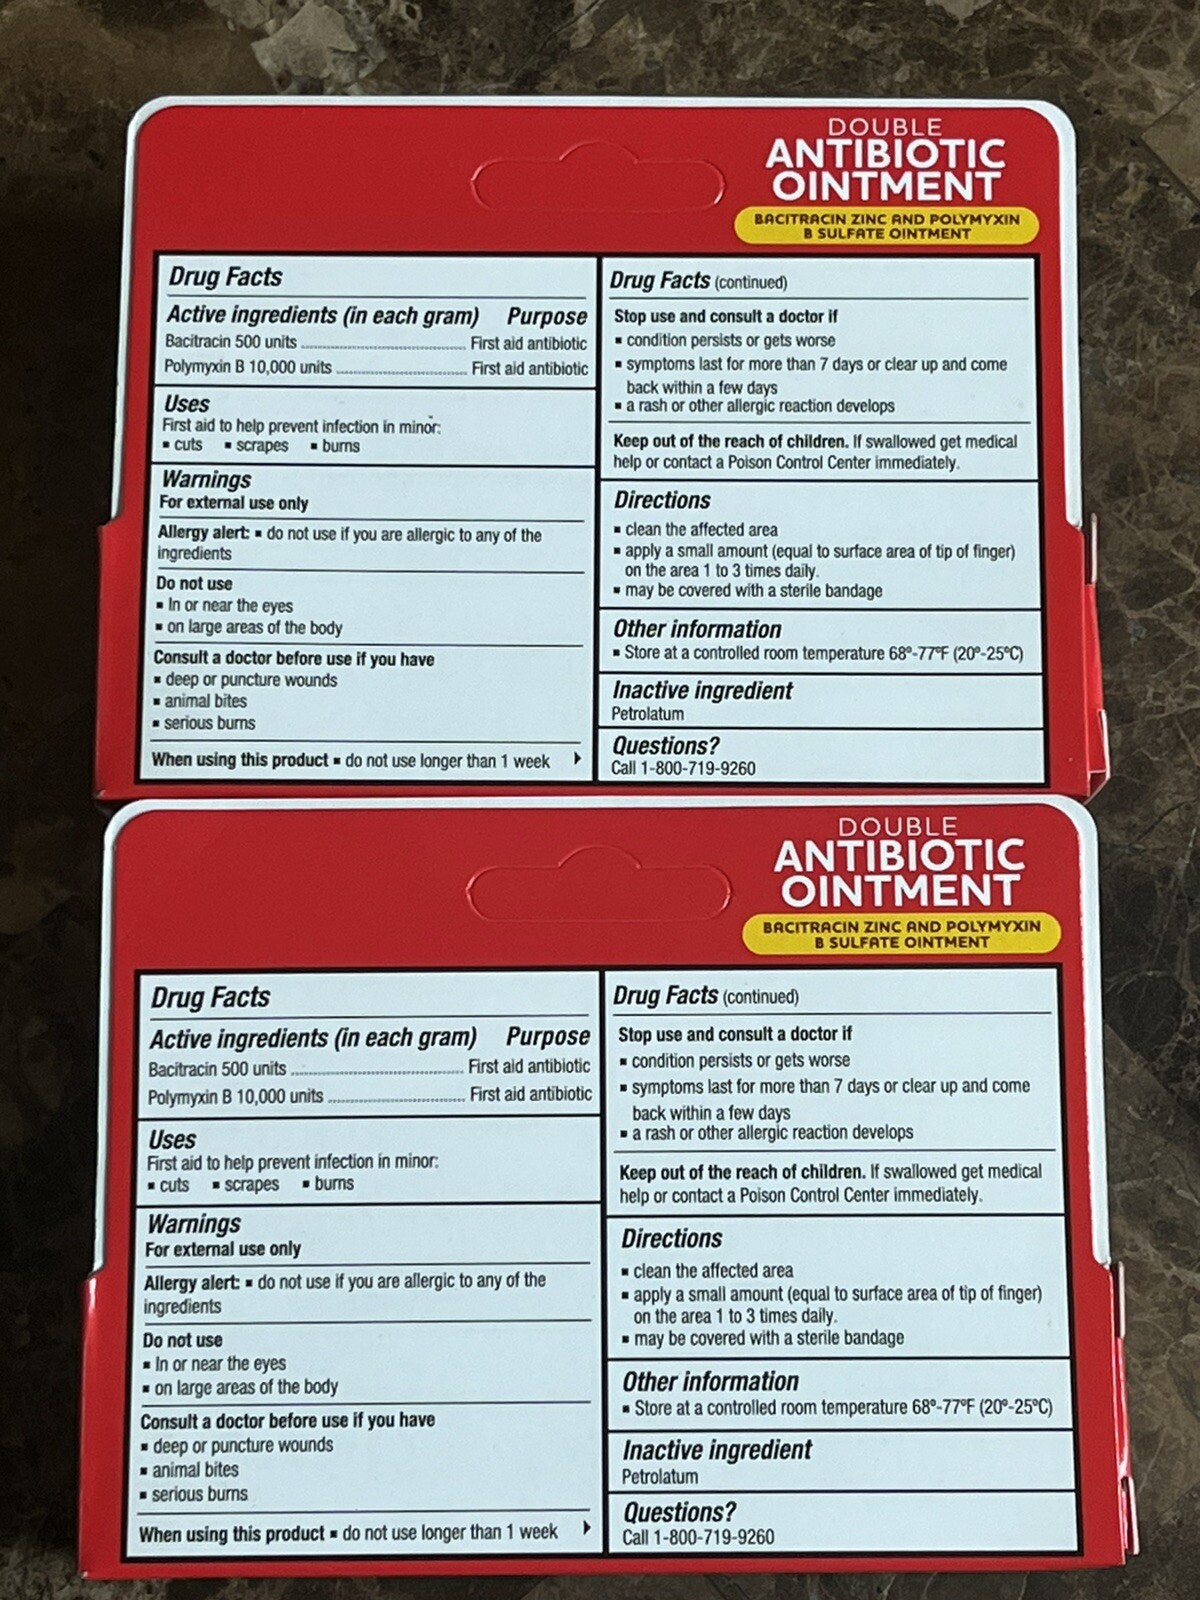 DOUBLE
ANTIBIOTIC
OINTMENT
BACITRACIN ZINC AND POLYMYXIN
B SULFATE OINTMENT
Drug Facts
Active ingredients (in each gram) Purpose
Bacitracin 500 units ........ First aid antibiotic
Polymyxin B 10,000 units ........ First aid antibiotic
Uses
First aid to help prevent infection in minor:
▪ cuts ▪ scrapes ▪ burns
Warnings
For external use only
Allergy alert: ▪ do not use if you are allergic to any of the
ingredients
Do not use
▪ In or near the eyes
▪ on large areas of the body
Consult a doctor before use if you have
▪ deep or puncture wounds
▪ animal bites
▪ serious burns
When using this product ▪ do not use longer than 1 week
Drug Facts (continued)
Stop use and consult a doctor if
▪ condition persists or gets worse
▪ symptoms last for more than 7 days or clear up and come
back within a few days
▪ a rash or other allergic reaction develops
Keep out of the reach of children. If swallowed get medical
help or contact a Poison Control Center immediately.
Directions
▪ clean the affected area
▪ apply a small amount (equal to surface area of tip of finger)
on the area 1 to 3 times daily.
▪ may be covered with a sterile bandage
Other information
▪ Store at a controlled room temperature 68º-77ºF (20º-25ºC)
Inactive ingredient
Petrolatum
Questions?
Call 1-800-719-9260
DOUBLE
ANTIBIOTIC
OINTMENT
BACITRACIN ZINC AND POLYMYXIN
B SULFATE OINTMENT
Drug Facts
Active ingredients (in each gram) Purpose
Bacitracin 500 units ........ First aid antibiotic
Polymyxin B 10,000 units ........ First aid antibiotic
Uses
First aid to help prevent infection in minor:
▪ cuts ▪ scrapes ▪ burns
Warnings
For external use only
Allergy alert: ▪ do not use if you are allergic to any of the
ingredients
Do not use
▪ In or near the eyes
▪ on large areas of the body
Consult a doctor before use if you have
▪ deep or puncture wounds
▪ animal bites
▪ serious burns
When using this product ▪ do not use longer than 1 week
Drug Facts (continued)
Stop use and consult a doctor if
▪ condition persists or gets worse
▪ symptoms last for more than 7 days or clear up and come
back within a few days
▪ a rash or other allergic reaction develops
Keep out of the reach of children. If swallowed get medical
help or contact a Poison Control Center immediately.
Directions
▪ clean the affected area
▪ apply a small amount (equal to surface area of tip of finger)
on the area 1 to 3 times daily.
▪ may be covered with a sterile bandage
Other information
▪ Store at a controlled room temperature 68º-77ºF (20º-25ºC)
Inactive ingredient
Petrolatum
Questions?
Call 1-800-719-9260